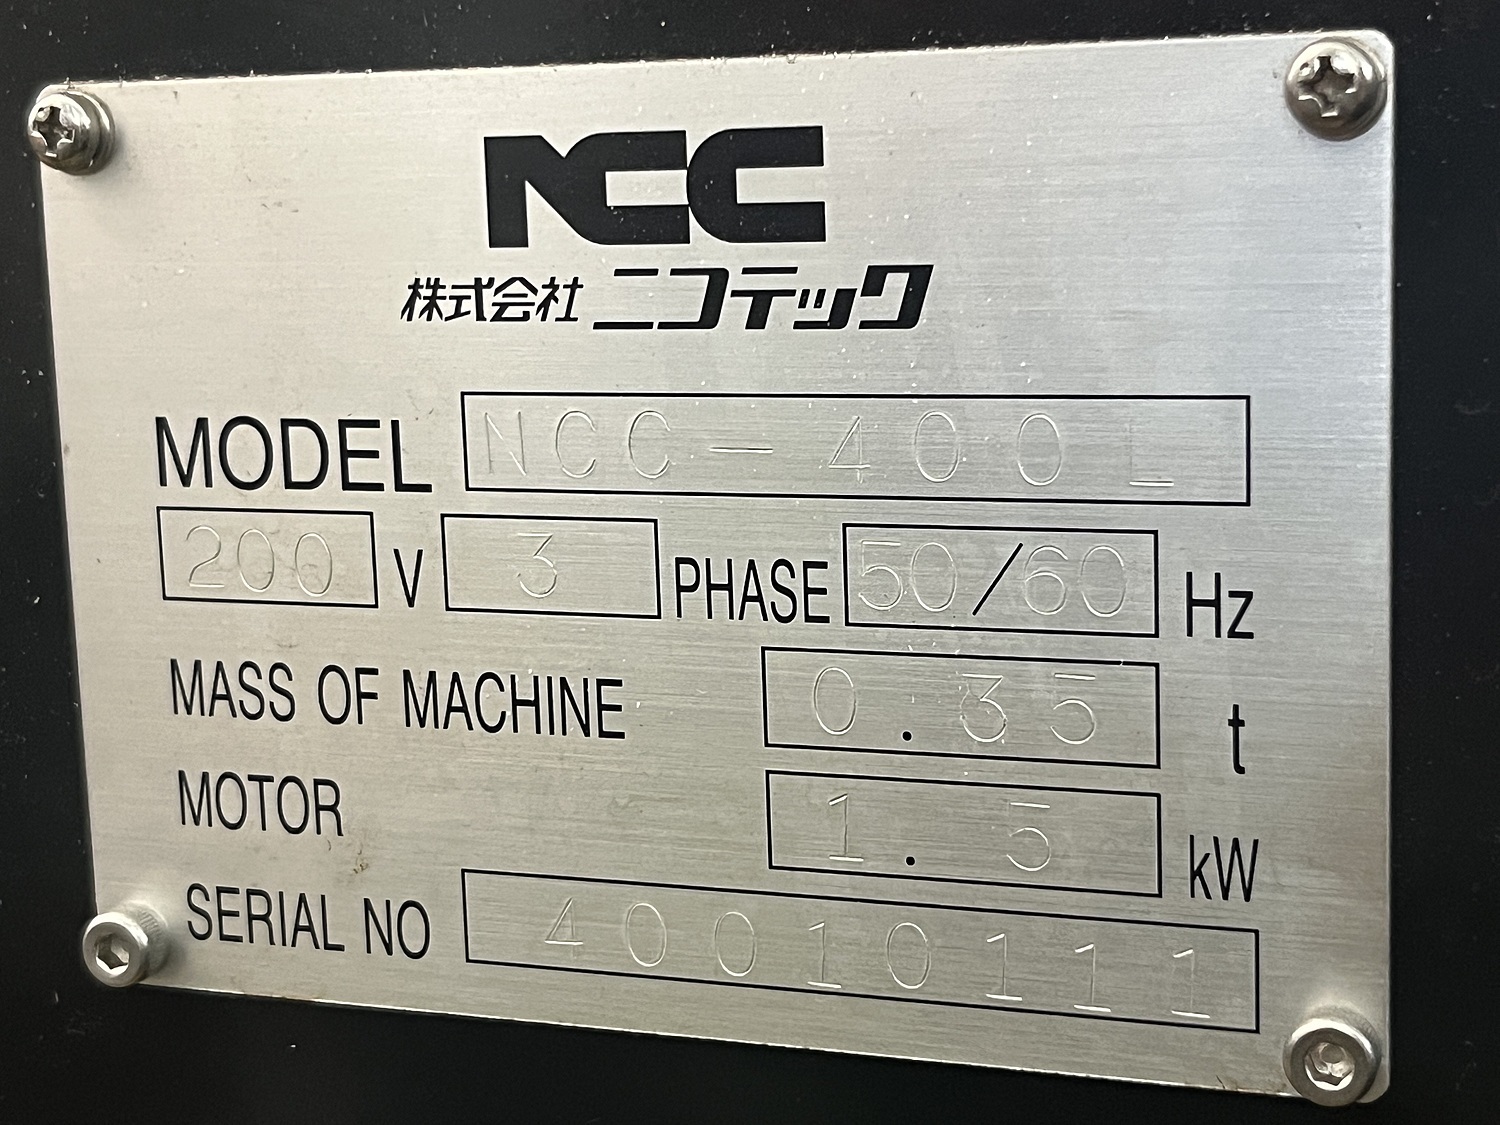 NCC
株式会社ニコテック
MODEL NCC-400L
200 V 3 PHASE 50/60 Hz
MASS OF MACHINE 0.35 t
MOTOR 1.5 kW
SERIAL NO 40010111